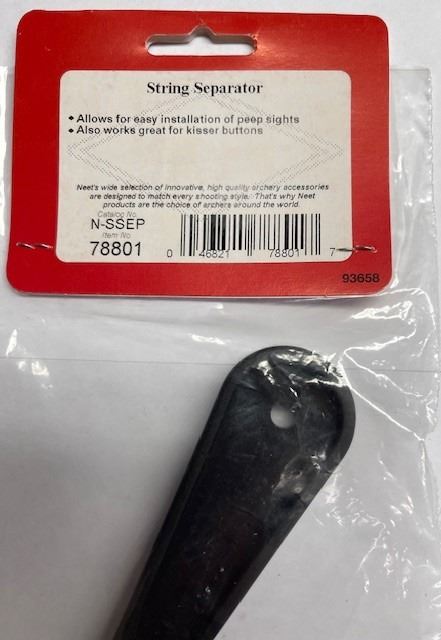 String Separator
♦ Allows for easy installation of peep sights
♦ Also works great for kisser buttons
Neet's wide selection of innovative, high quality archery accessories
are designed to match every shooting style. That's why Neet
products are the choice of archers around the world.
Catalog No.
N-SSEP
Item No.
78801
0 46821 78801 7
93658